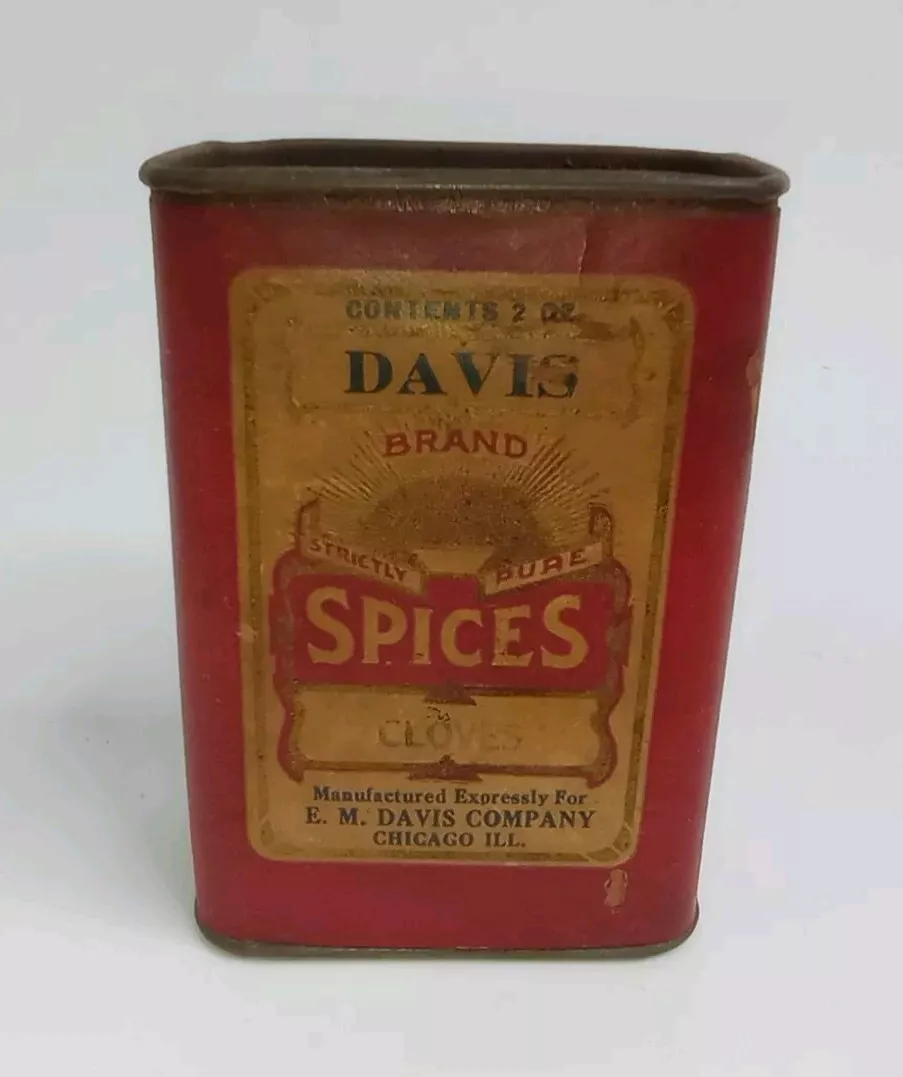 CONTENTS 2 OZ.
DAVIS
BRAND
STRICTLY PURE
SPICES
CLOVES
Manufactured Expressly For
E. M. DAVIS COMPANY
CHICAGO ILL.